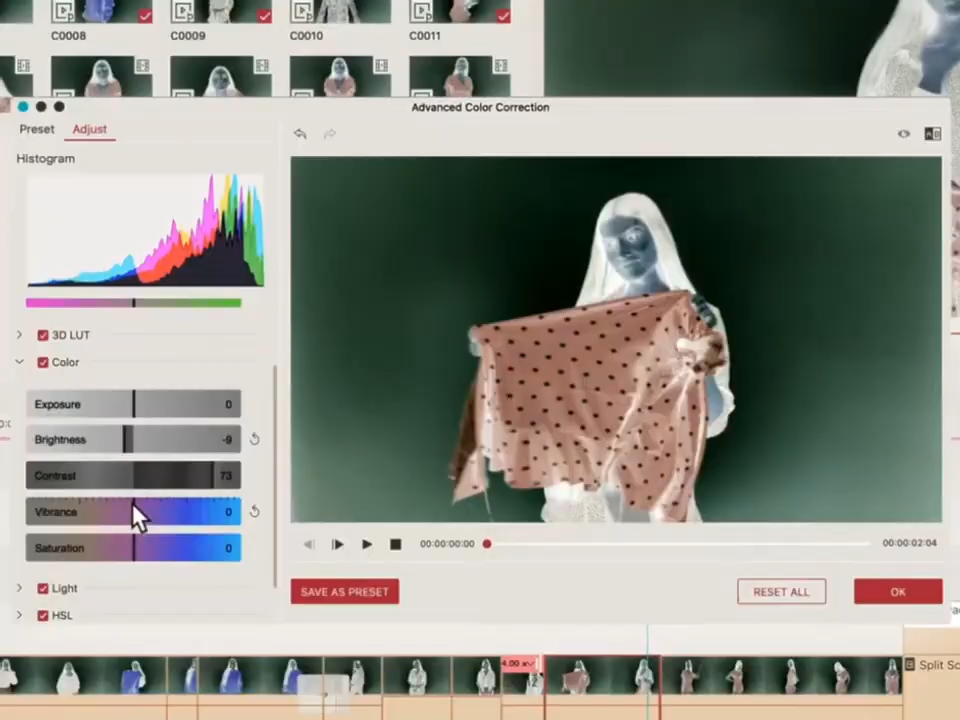 C0008
C0009
C0010
C0011
Advanced Color Correction
Preset
Adjust
Histogram
3D LUT
Color
Exposure
0
Brightness
-9
Contrast
73
Vibrance
0
Saturation
0
Light
HSL
00:00:00:00
00:00:02:04
SAVE AS PRESET
RESET ALL
OK
4.00 x
Split Sc